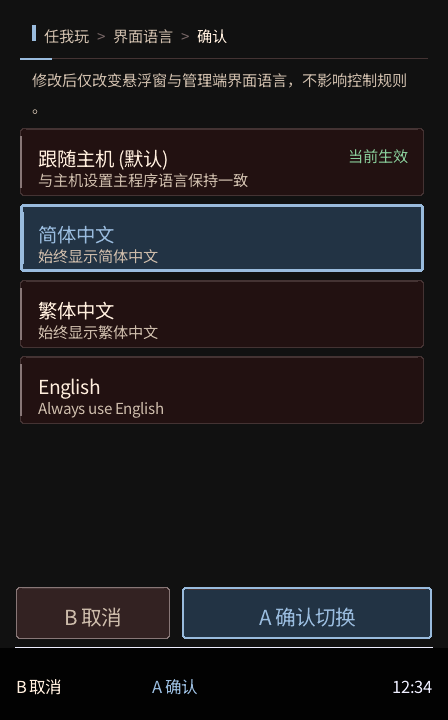 任我玩 > 界面语言 > 确认
修改后仅改变悬浮窗与管理端界面语言，不影响控制规则
。
跟随主机 (默认)
当前生效
与主机设置主程序语言保持一致
简体中文
始终显示简体中文
繁体中文
始终显示繁体中文
English
Always use English
B 取消
A 确认切换
B 取消
A 确认
12:34